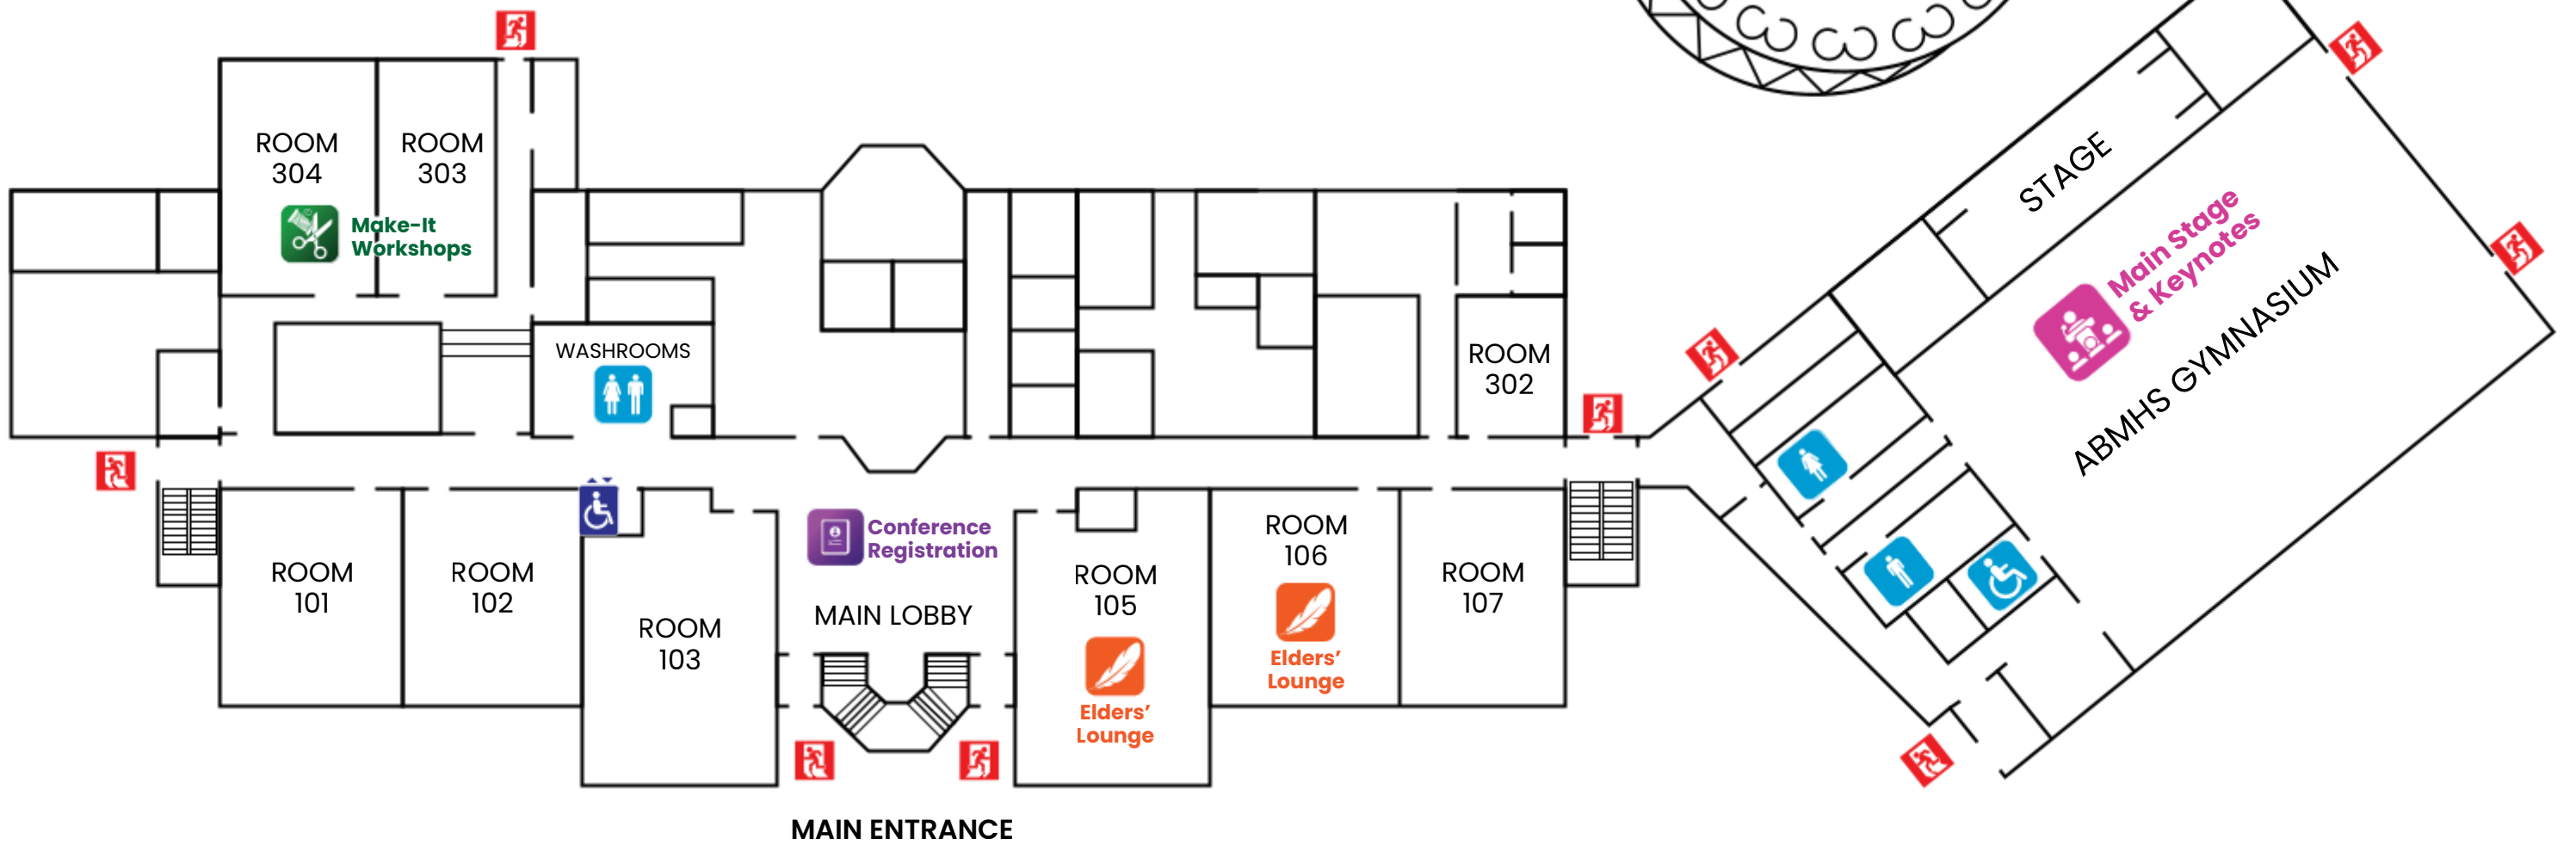 ROOM
304
ROOM
303
Make-It
Workshops
WASHROOMS
ROOM
302
STAGE
Main Stage
& Keynotes
ABMHS GYMNASIUM
ROOM
101
ROOM
102
ROOM
103
Conference
Registration
MAIN LOBBY
ROOM
105
Elders’
Lounge
ROOM
106
Elders’
Lounge
ROOM
107
MAIN ENTRANCE